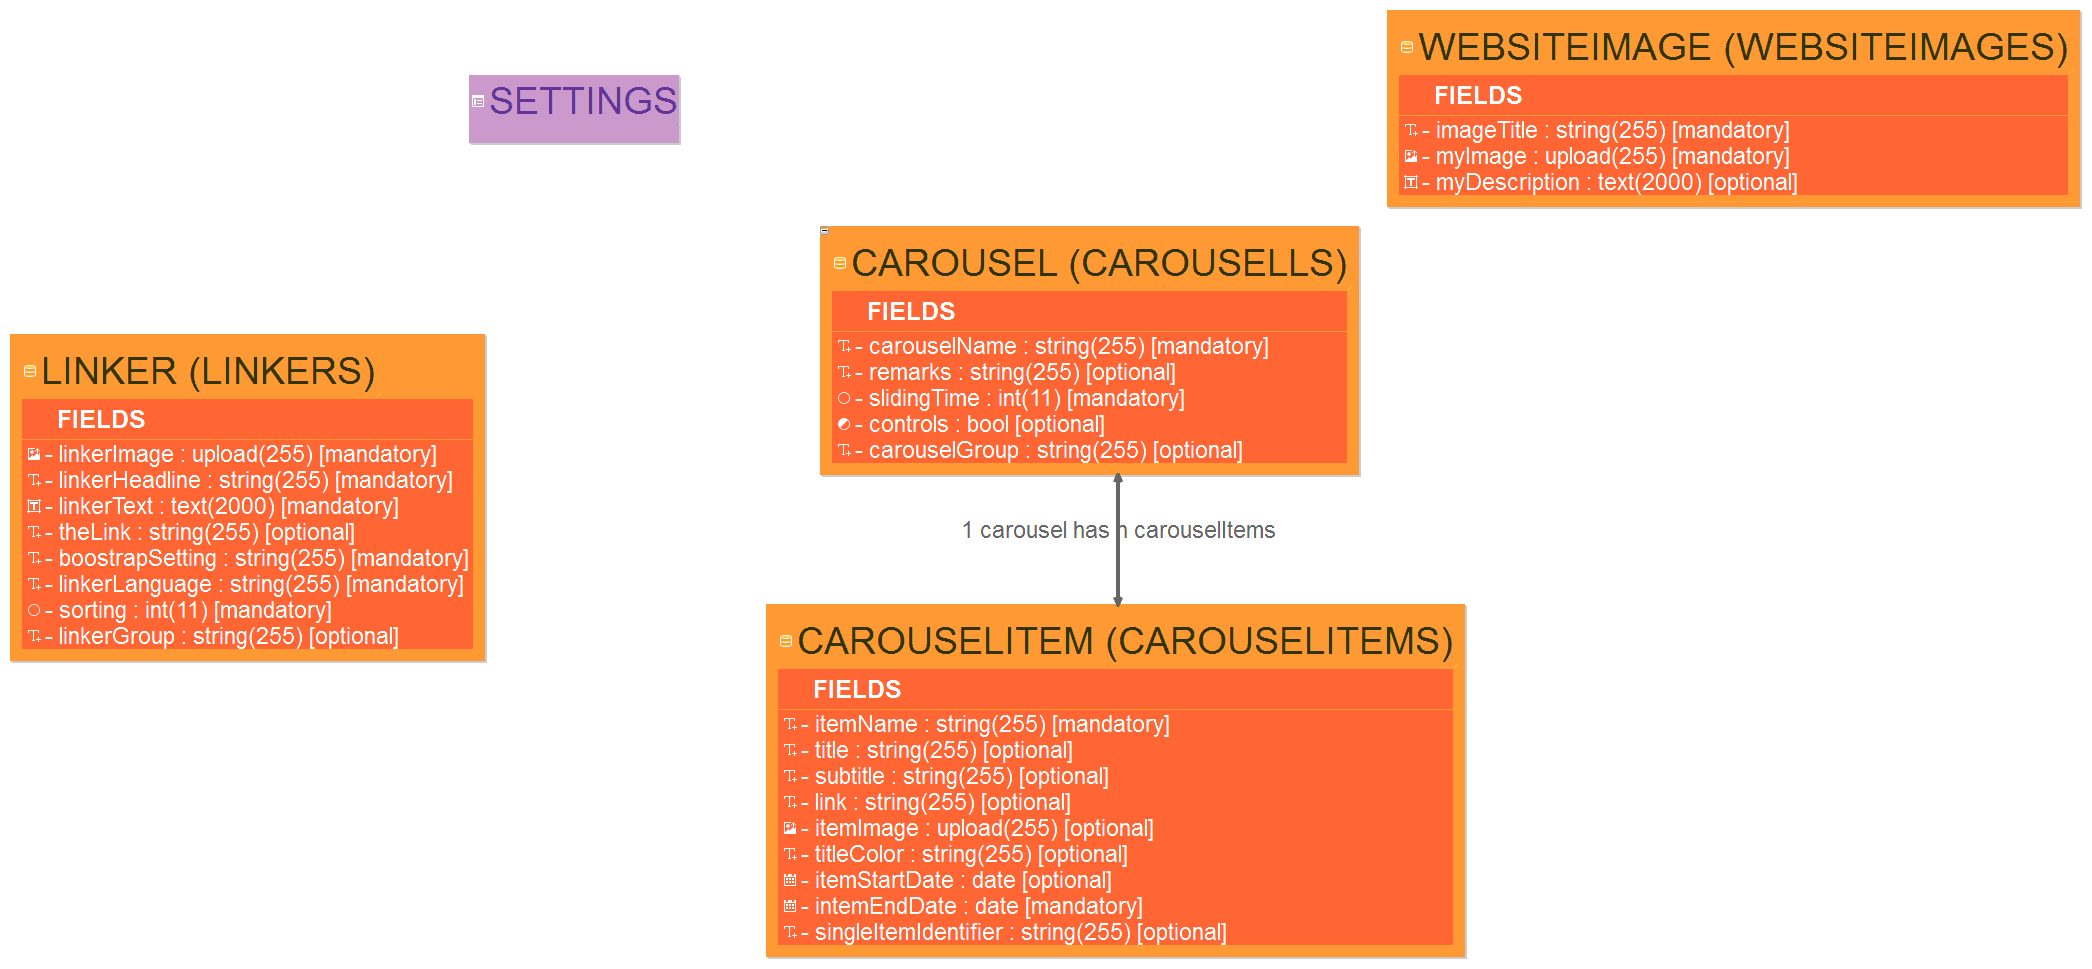 SETTINGS
WEBSITEIMAGE (WEBSITEIMAGES)
FIELDS
- imageTitle : string(255) [mandatory]
- myImage : upload(255) [mandatory]
- myDescription : text(2000) [optional]
CAROUSEL (CAROUSELLS)
FIELDS
- carouselName : string(255) [mandatory]
- remarks : string(255) [optional]
- slidingTime : int(11) [mandatory]
- controls : bool [optional]
- carouselGroup : string(255) [optional]
LINKER (LINKERS)
FIELDS
- linkerImage : upload(255) [mandatory]
- linkerHeadline : string(255) [mandatory]
- linkerText : text(2000) [mandatory]
- theLink : string(255) [optional]
- boostrapSetting : string(255) [mandatory]
- linkerLanguage : string(255) [mandatory]
- sorting : int(11) [mandatory]
- linkerGroup : string(255) [optional]
1 carousel has n carouselItems
CAROUSELITEM (CAROUSELITEMS)
FIELDS
- itemName : string(255) [mandatory]
- title : string(255) [optional]
- subtitle : string(255) [optional]
- link : string(255) [optional]
- itemImage : upload(255) [optional]
- titleColor : string(255) [optional]
- itemStartDate : date [optional]
- intemEndDate : date [mandatory]
- singleItemIdentifier : string(255) [optional]